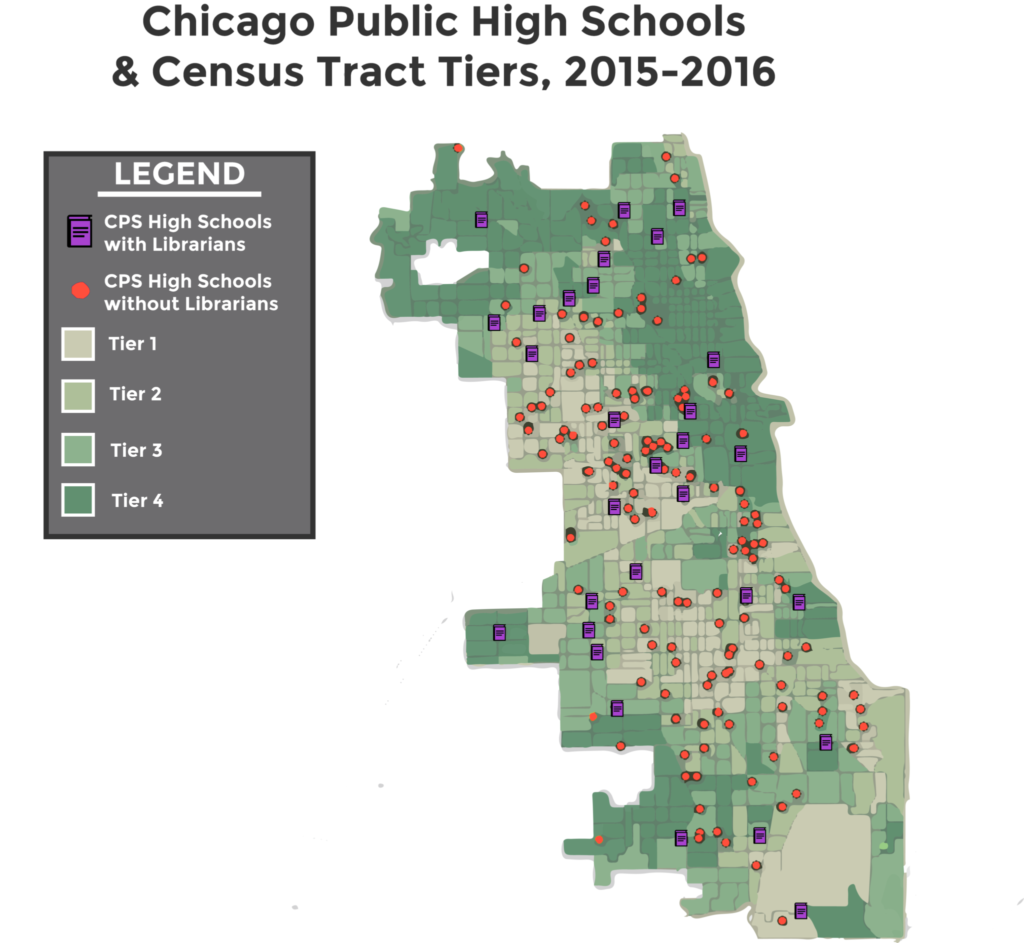 Chicago Public High Schools
& Census Tract Tiers, 2015-2016
LEGEND
CPS High Schools
with Librarians
CPS High Schools
without Librarians
Tier 1
Tier 2
Tier 3
Tier 4